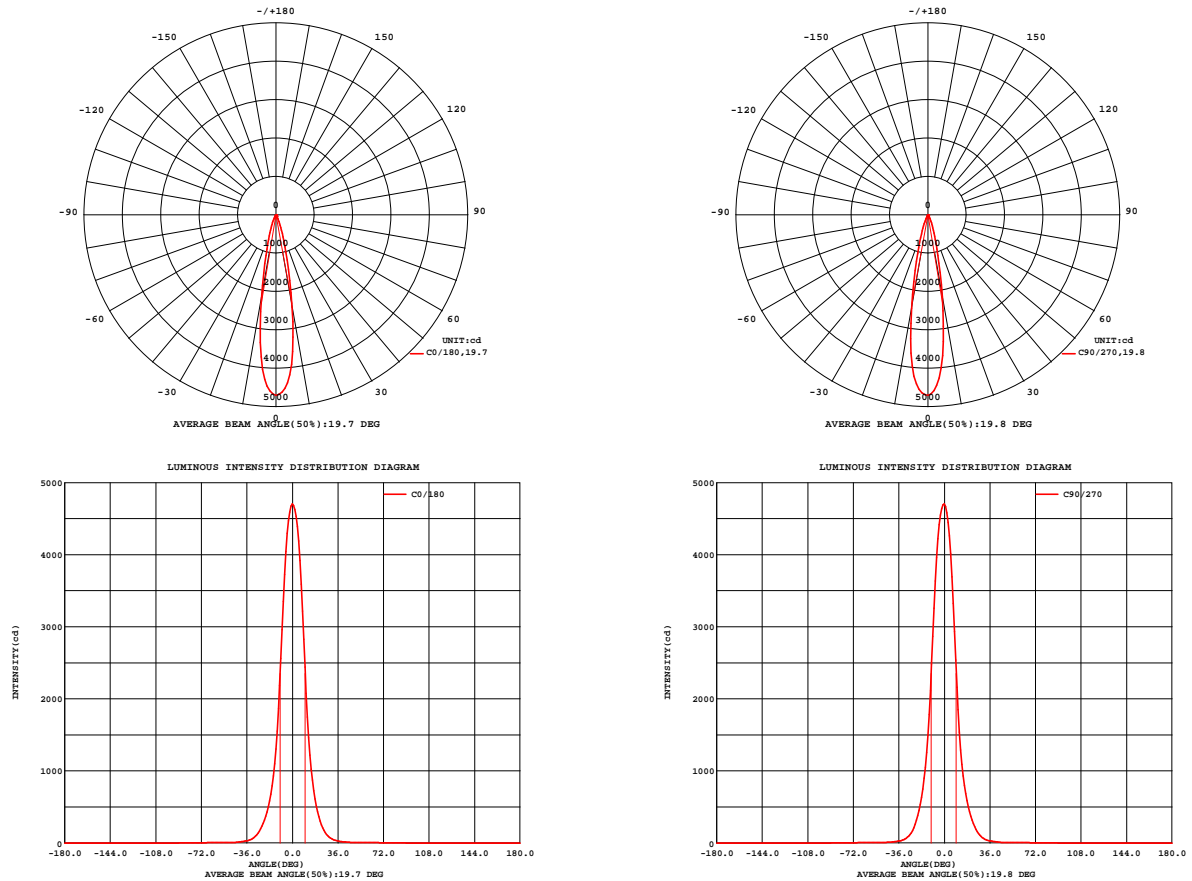 -/+180
-150
150
-120
120
-90
90
-60
60
-30
30
0
0
1000
2000
3000
4000
5000
UNIT:cd
C0/180,19.7
AVERAGE BEAM ANGLE(50%):19.7 DEG
-/+180
-150
150
-120
120
-90
90
-60
60
-30
30
0
0
1000
2000
3000
4000
5000
UNIT:cd
C90/270,19.8
AVERAGE BEAM ANGLE(50%):19.8 DEG
LUMINOUS INTENSITY DISTRIBUTION DIAGRAM
C0/180
INTENSITY(cd)
5000
4000
3000
2000
1000
0
-180.0 -144.0 -108.0 -72.0 -36.0 0.0 36.0 72.0 108.0 144.0 180.0
ANGLE(DEG)
AVERAGE BEAM ANGLE(50%):19.7 DEG
LUMINOUS INTENSITY DISTRIBUTION DIAGRAM
C90/270
INTENSITY(cd)
5000
4000
3000
2000
1000
0
-180.0 -144.0 -108.0 -72.0 -36.0 0.0 36.0 72.0 108.0 144.0 180.0
ANGLE(DEG)
AVERAGE BEAM ANGLE(50%):19.8 DEG